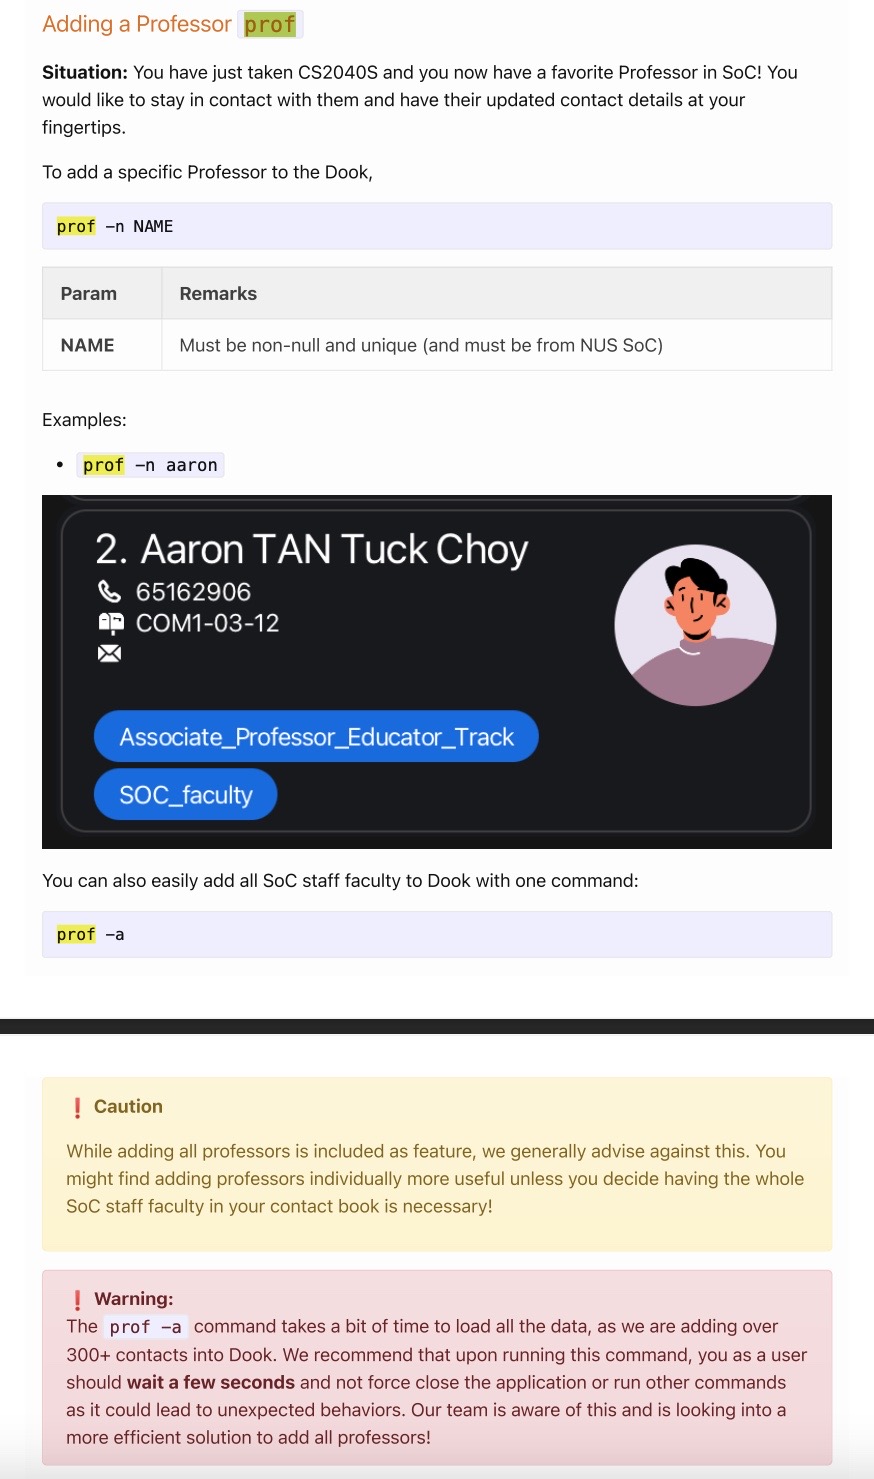 Adding a Professor prof
Situation: You have just taken CS2040S and you now have a favorite Professor in SoC! You
would like to stay in contact with them and have their updated contact details at your
fingertips.
To add a specific Professor to the Dook,
prof -n NAME
Param Remarks
NAME Must be non-null and unique (and must be from NUS SoC)
Examples:
• prof -n aaron
2. Aaron TAN Tuck Choy
65162906
COM1-03-12
Associate_Professor_Educator_Track
SOC_faculty
You can also easily add all SoC staff faculty to Dook with one command:
prof -a
❗ Caution
While adding all professors is included as feature, we generally advise against this. You
might find adding professors individually more useful unless you decide having the whole
SoC staff faculty in your contact book is necessary!
❗ Warning:
The prof -a command takes a bit of time to load all the data, as we are adding over
300+ contacts into Dook. We recommend that upon running this command, you as a user
should wait a few seconds and not force close the application or run other commands
as it could lead to unexpected behaviors. Our team is aware of this and is looking into a
more efficient solution to add all professors!